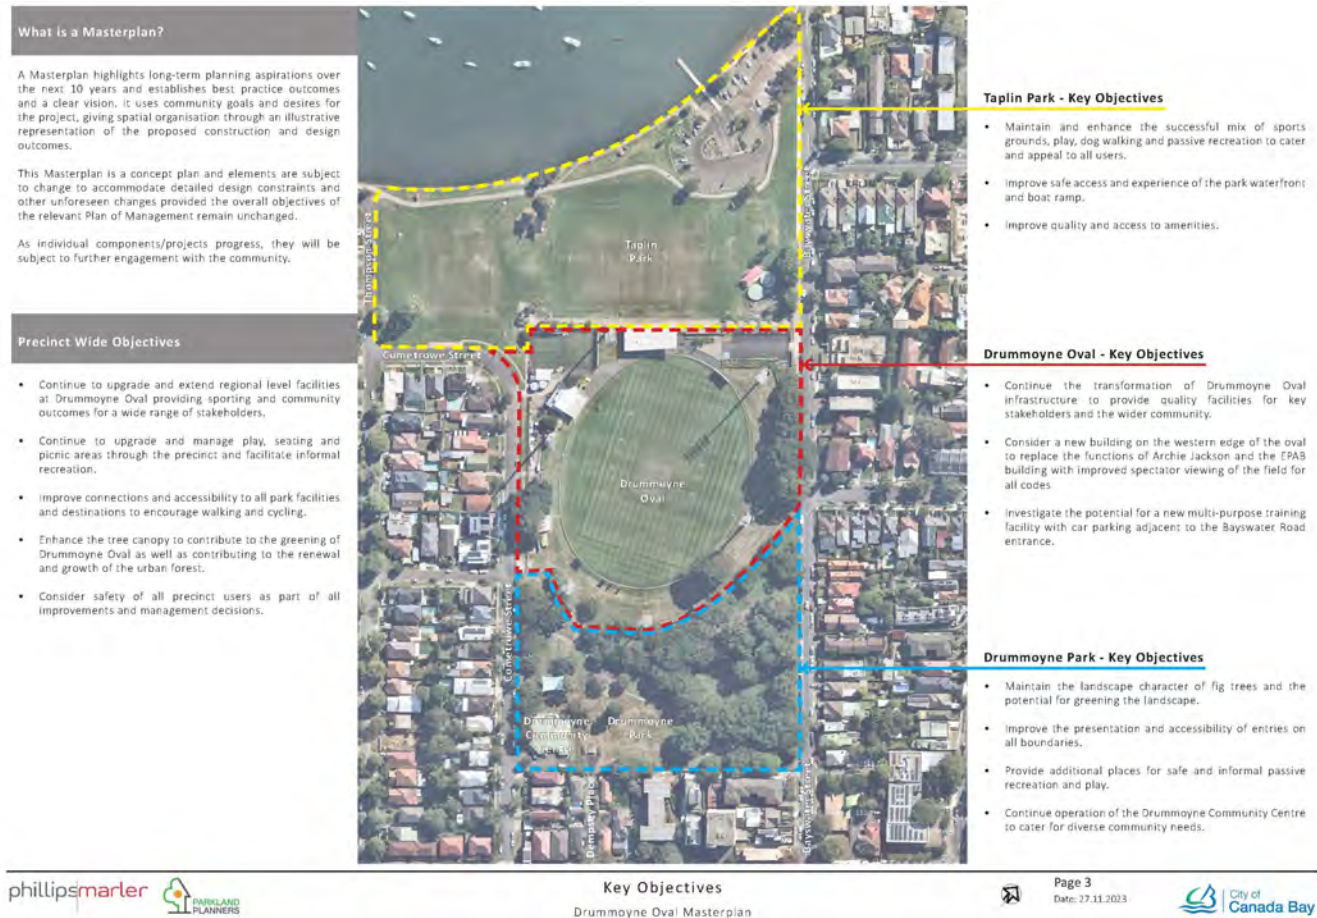 What is a Masterplan?
A Masterplan highlights long-term planning aspirations over
the next 10 years and establishes best practice outcomes
and a clear vision. It uses community goals and desires for
the project, giving spatial organisation through an illustrative
representation of the proposed construction and design
outcomes.
This Masterplan is a concept plan and elements are subject
to change to accommodate detailed design constraints and
other unforeseen changes provided the overall objectives of
the relevant Plan of Management remain unchanged.
As individual components/projects progress, they will be
subject to further engagement with the community.
Precinct Wide Objectives
• Continue to upgrade and extend regional level facilities
at Drummoyne Oval providing sporting and community
outcomes for a wide range of stakeholders.
• Continue to upgrade and manage play, seating and
picnic areas through the precinct and facilitate informal
recreation.
• Improve connections and accessibility to all park facilities
and destinations to encourage walking and cycling.
• Enhance the tree canopy to contribute to the greening of
Drummoyne Oval as well as contributing to the renewal
and growth of the urban forest.
• Consider safety of all precinct users as part of all
improvements and management decisions.
Thompson Street
Taplin
Park
Bayswater Street
Cometrowe Street
Drummoyne
Oval
Cometrowe Street
Drummoyne
Community
Centre
Drummoyne
Park
Dempsey Place
Bayswater Street
Taplin Park - Key Objectives
• Maintain and enhance the successful mix of sports
grounds, play, dog walking and passive recreation to cater
and appeal to all users.
• Improve safe access and experience of the park waterfront
and boat ramp.
• Improve quality and access to amenities.
Drummoyne Oval - Key Objectives
• Continue the transformation of Drummoyne Oval
infrastructure to provide quality facilities for key
stakeholders and the wider community.
• Consider a new building on the western edge of the oval
to replace the functions of Archie Jackson and the EPAB
building with improved spectator viewing of the field for
all codes
• Investigate the potential for a new multi-purpose training
facility with car parking adjacent to the Bayswater Road
entrance.
Drummoyne Park - Key Objectives
• Maintain the landscape character of fig trees and the
potential for greening the landscape.
• Improve the presentation and accessibility of entries on
all boundaries.
• Provide additional places for safe and informal passive
recreation and play.
• Continue operation of the Drummoyne Community Centre
to cater for diverse community needs.
phillipsmarler
PARKLAND
PLANNERS
Key Objectives
Drummoyne Oval Masterplan
Page 3
Date: 27.11.2023
City of
Canada Bay